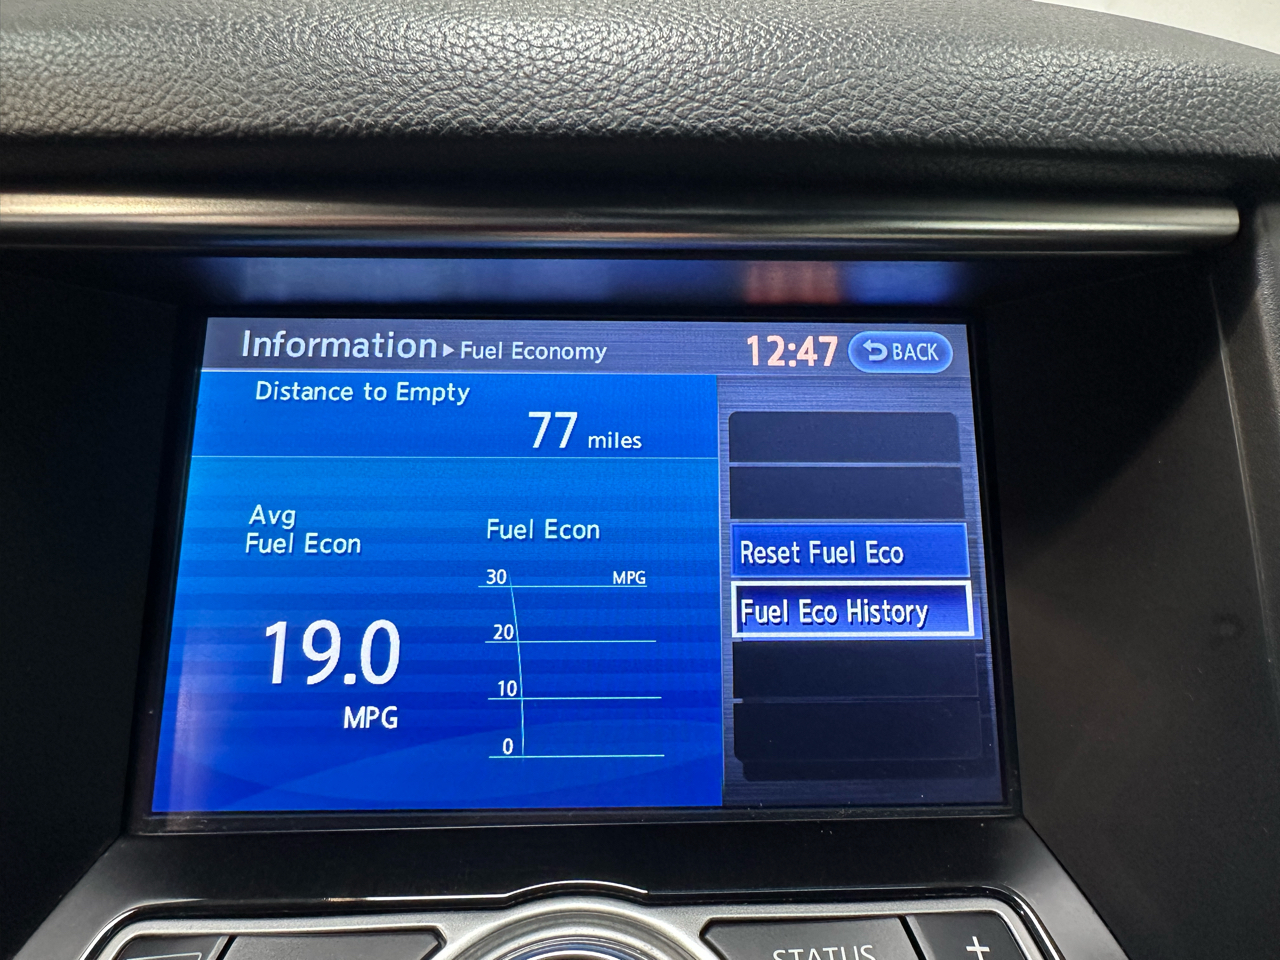 Information ▸ Fuel Economy 12:47 BACK
Distance to Empty
77 miles
Avg
Fuel Econ
19.0
MPG
Fuel Econ
30 MPG
20
10
0
Reset Fuel Eco
Fuel Eco History
STATUS +